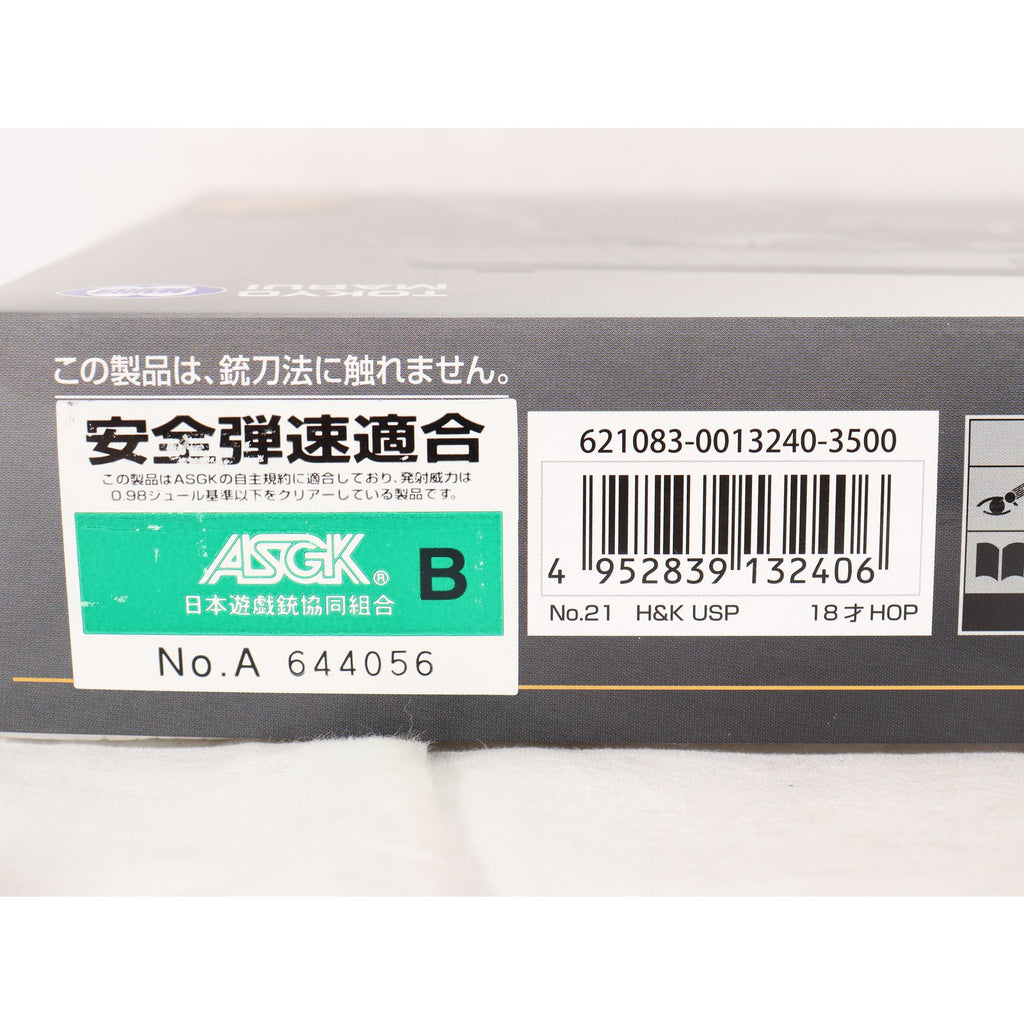 TOKYO
MARUI
この製品は、銃刀法に触れません。
安全弾速適合
この製品はASGKの自主規約に適合しており、発射威力は
0.98ジュール基準以下をクリアーしている製品です。
ASGK® B
日本遊戯銃協同組合
No.A 644056
621083-0013240-3500
4 952839 132406
No.21 H&K USP 18才HOP